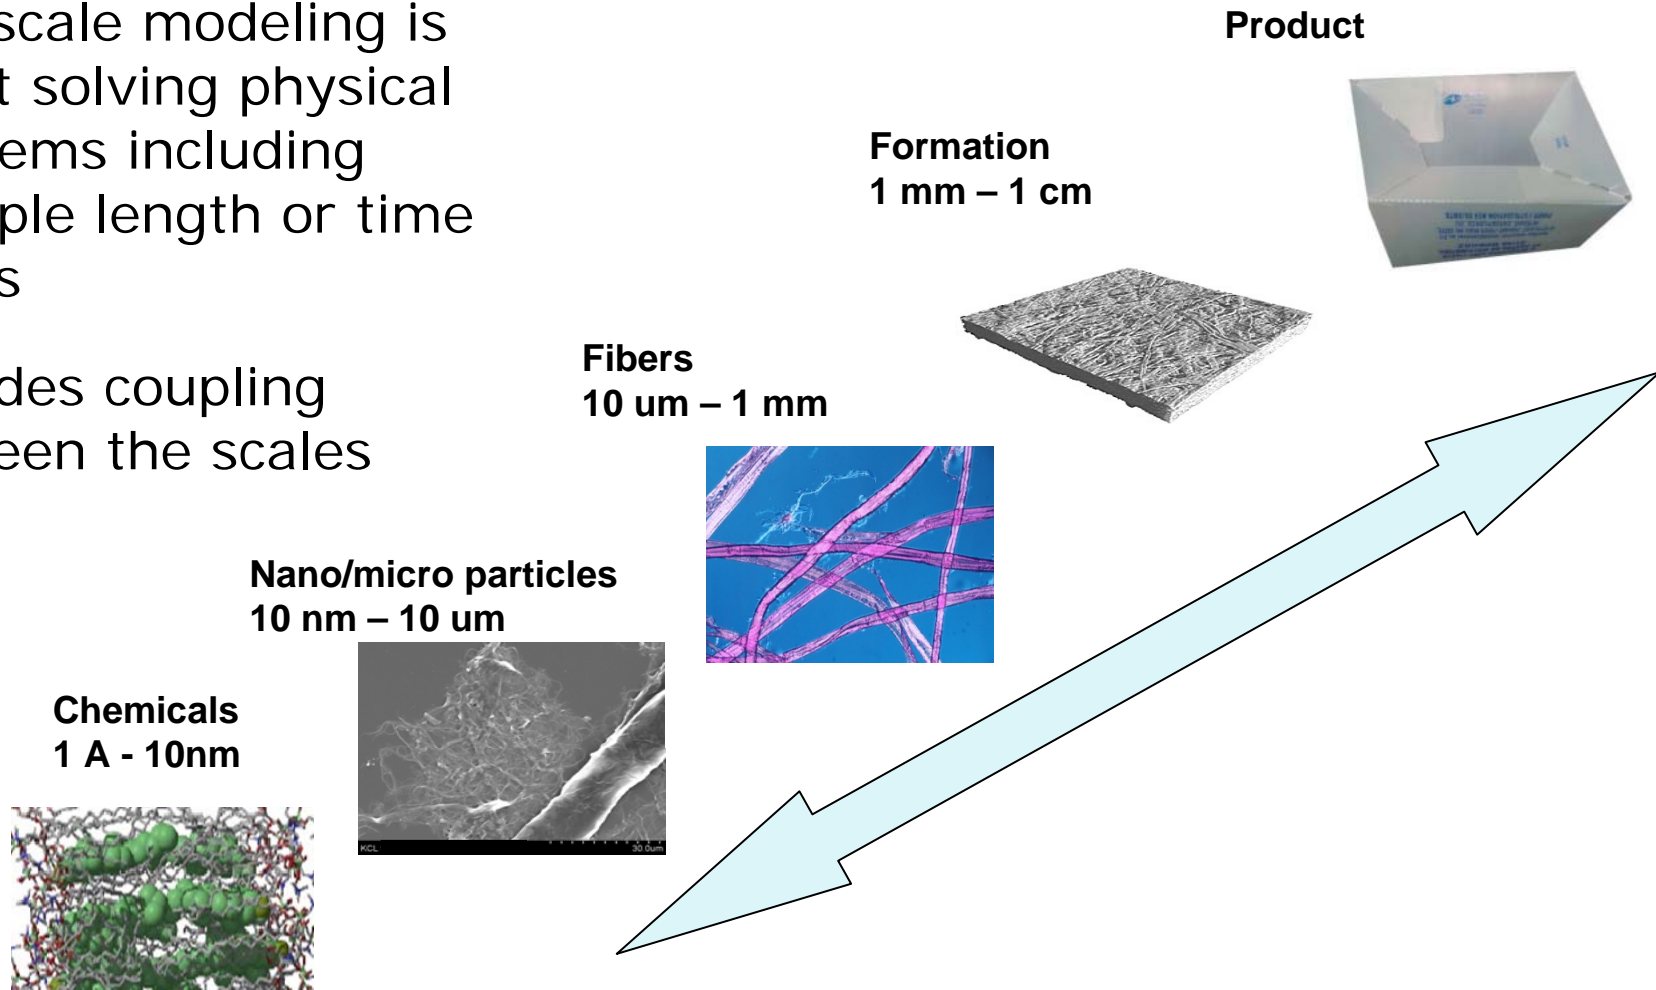 scale modeling is
t solving physical
ems including
ple length or time
s
des coupling
een the scales
Product
Formation
1 mm – 1 cm
Fibers
10 um – 1 mm
Nano/micro particles
10 nm – 10 um
Chemicals
1 A - 10nm
KCL
30.0um